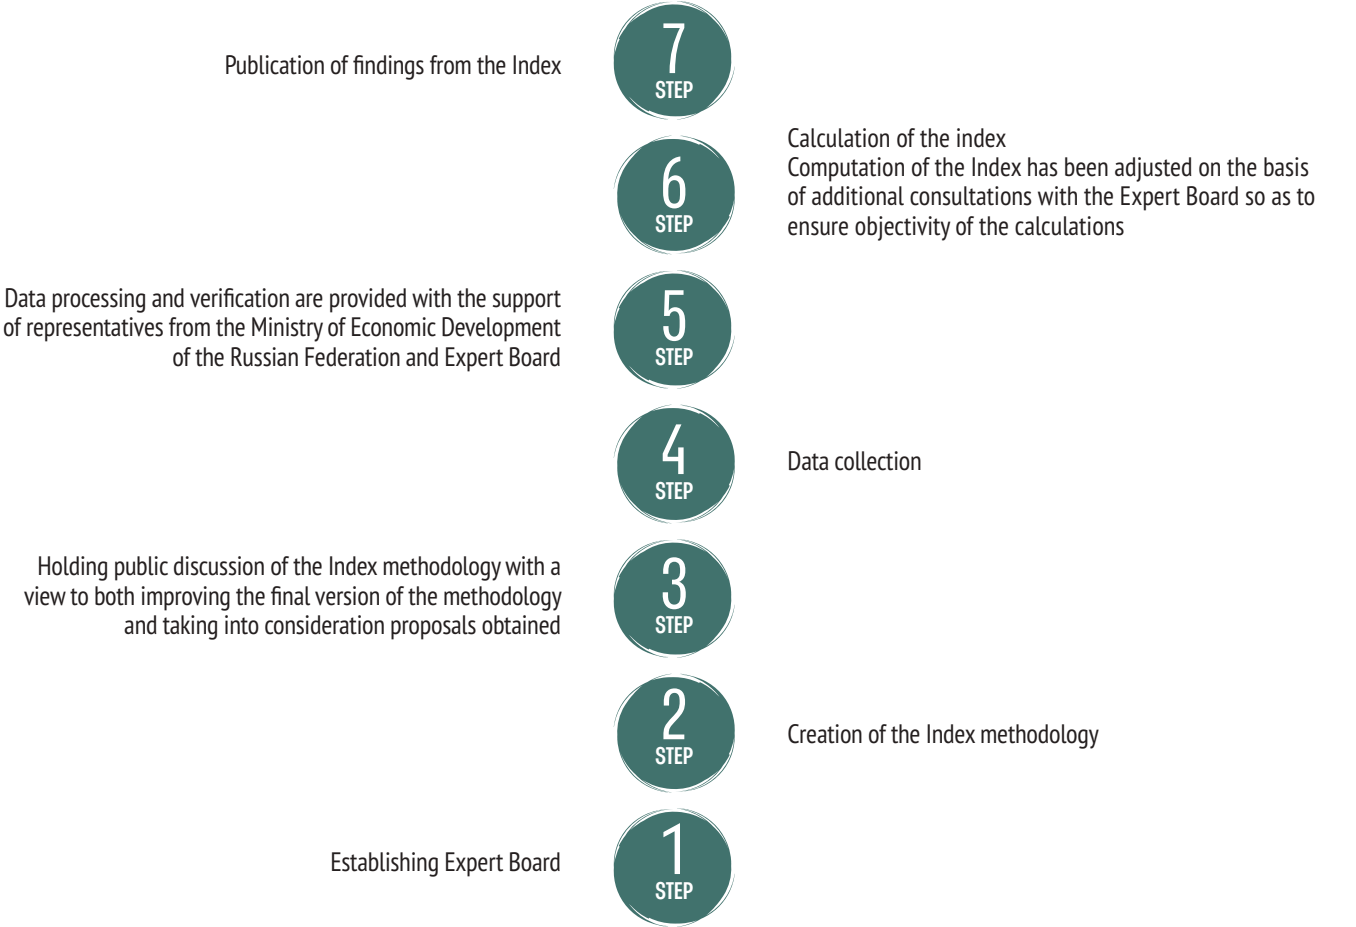 7
STEP
Publication of findings from the Index
6
STEP
Calculation of the index
Computation of the Index has been adjusted on the basis
of additional consultations with the Expert Board so as to
ensure objectivity of the calculations
5
STEP
Data processing and verification are provided with the support
of representatives from the Ministry of Economic Development
of the Russian Federation and Expert Board
4
STEP
Data collection
3
STEP
Holding public discussion of the Index methodology with a
view to both improving the final version of the methodology
and taking into consideration proposals obtained
2
STEP
Creation of the Index methodology
1
STEP
Establishing Expert Board